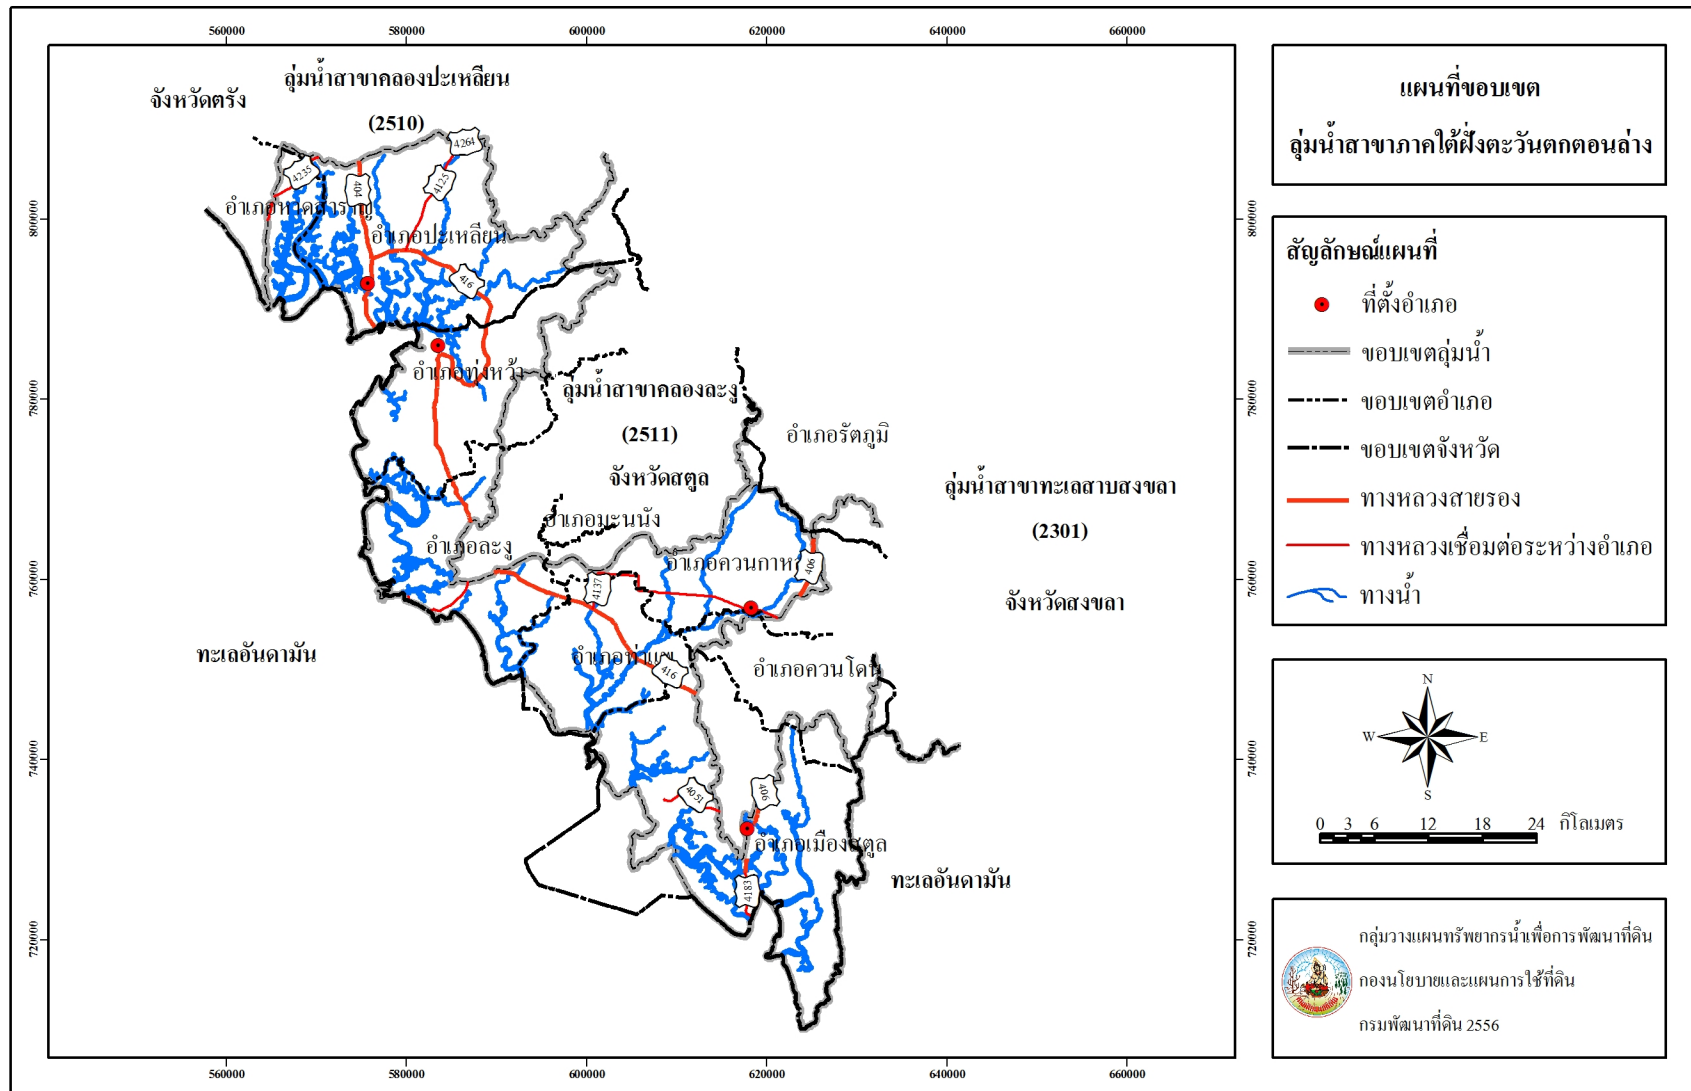 560000
580000
600000
620000
640000
660000
ลุ่มน้ำสาขาคลองปะเหลียน
(2510)
จังหวัดตรัง
4264
4235
404
4125
อำเภอหาดสำราญ
อำเภอปะเหลียน
416
อำเภอทุ่งหว้า
ลุ่มน้ำสาขาคลองละงู
(2511)
จังหวัดสตูล
อำเภอรัตภูมิ
ลุ่มน้ำสาขาทะเลสาบสงขลา
(2301)
จังหวัดสงขลา
อำเภอมะนนัง
อำเภอละงู
อำเภอควนกาหลง
406
4137
ทะเลอันดามัน
อำเภอท่าแพ
416
อำเภอควนโดน
4051
406
อำเภอเมืองสตูล
4183
ทะเลอันดามัน
800000
780000
760000
740000
720000
800000
780000
760000
740000
720000
560000
580000
600000
620000
640000
660000
แผนที่ขอบเขต
ลุ่มน้ำสาขาภาคใต้ฝั่งตะวันตกตอนล่าง
สัญลักษณ์แผนที่
ที่ตั้งอำเภอ
ขอบเขตลุ่มน้ำ
ขอบเขตอำเภอ
ขอบเขตจังหวัด
ทางหลวงสายรอง
ทางหลวงเชื่อมต่อระหว่างอำเภอ
ทางน้ำ
N
W
E
S
0 3 6 12 18 24 กิโลเมตร
กลุ่มวางแผนทรัพยากรน้ำเพื่อการพัฒนาที่ดิน
กองนโยบายและแผนการใช้ที่ดิน
กรมพัฒนาที่ดิน 2556